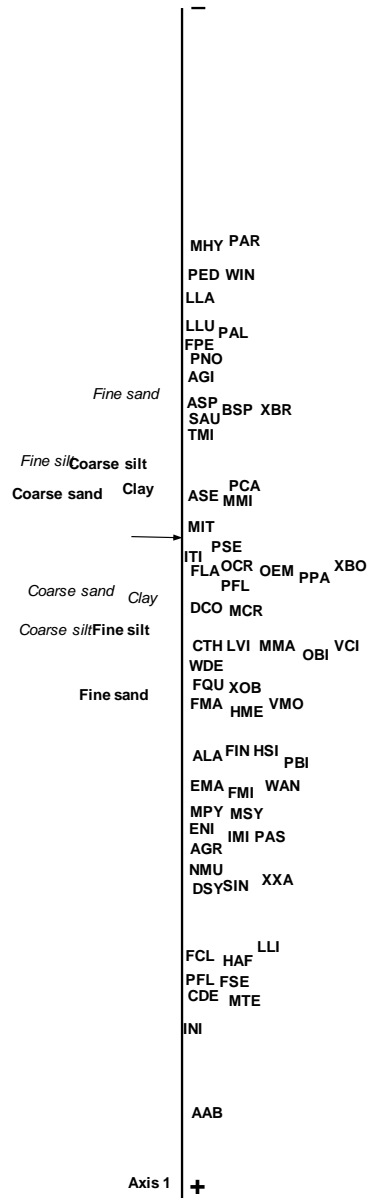 −
MHY PAR
PED WIN
LLA
LLU PAL
FPE
PNO
AGI
Fine sand
ASP BSP XBR
SAU
TMI
Fine silt Coarse silt
Coarse sand Clay
PCA
ASE MMI
MIT
PSE
ITI
FLA OCR OEM PPA XBO
PFL
Coarse sand Clay
DCO MCR
Coarse silt Fine silt
CTH LVI MMA OBI VCI
WDE
FQU XOB
Fine sand
FMA HME VMO
ALA FIN HSI PBI
EMA FMI WAN
MPY MSY
ENI IMI PAS
AGR
NMU
DSY SIN XXA
FCL HAF LLI
PFL FSE
CDE MTE
INI
AAB
Axis 1 +